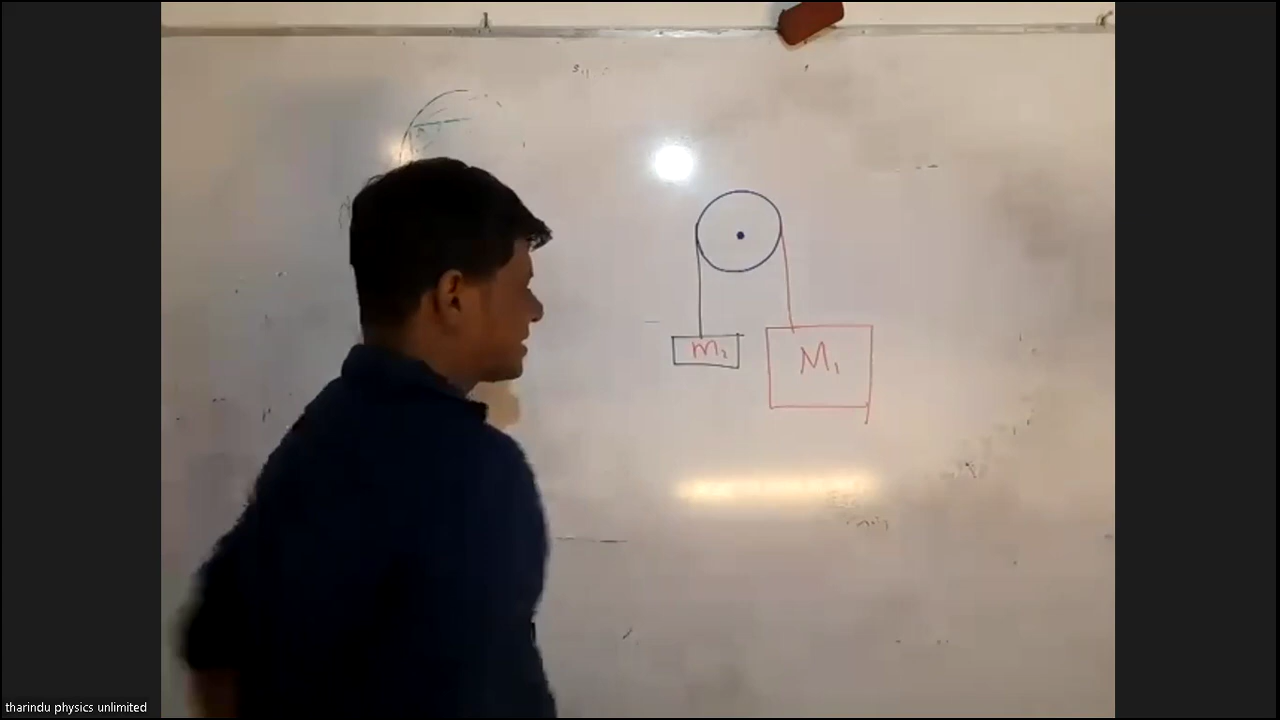 m₂
M₁
tharindu physics unlimited